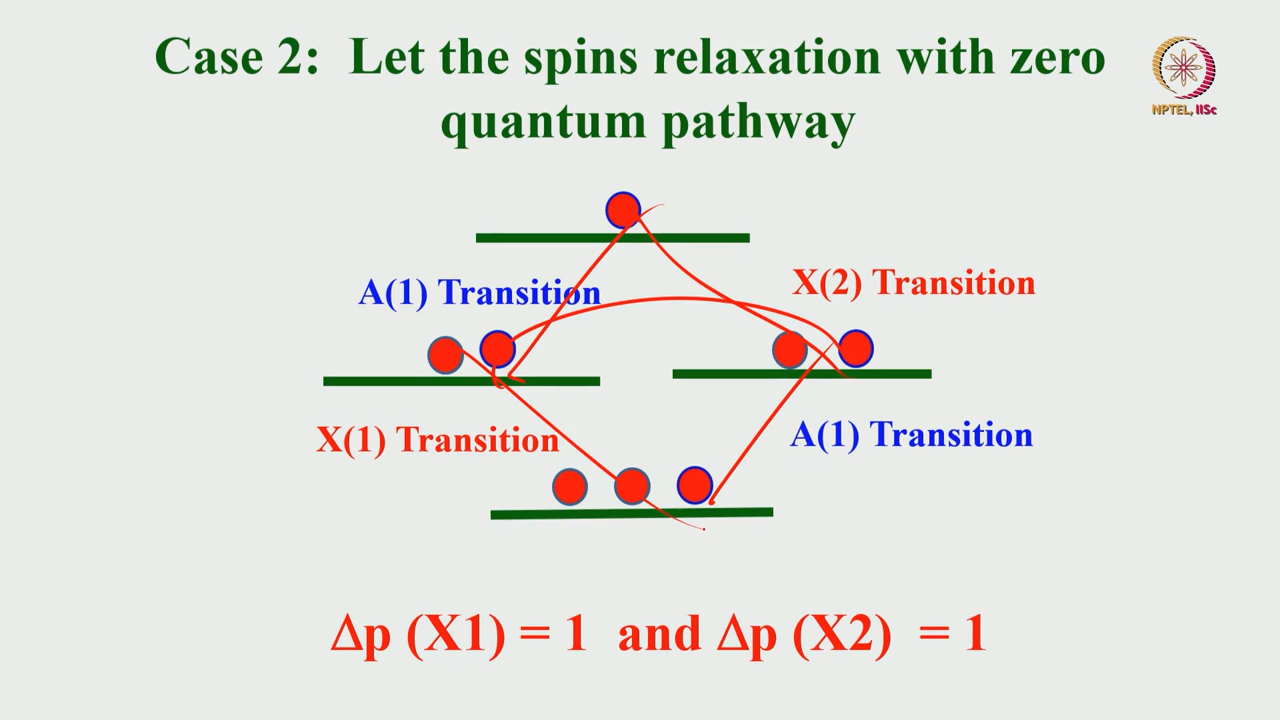 Case 2: Let the spins relaxation with zero
quantum pathway
NPTEL, IISc
A(1) Transition
X(2) Transition
X(1) Transition
A(1) Transition
Δp (X1) = 1 and Δp (X2) = 1